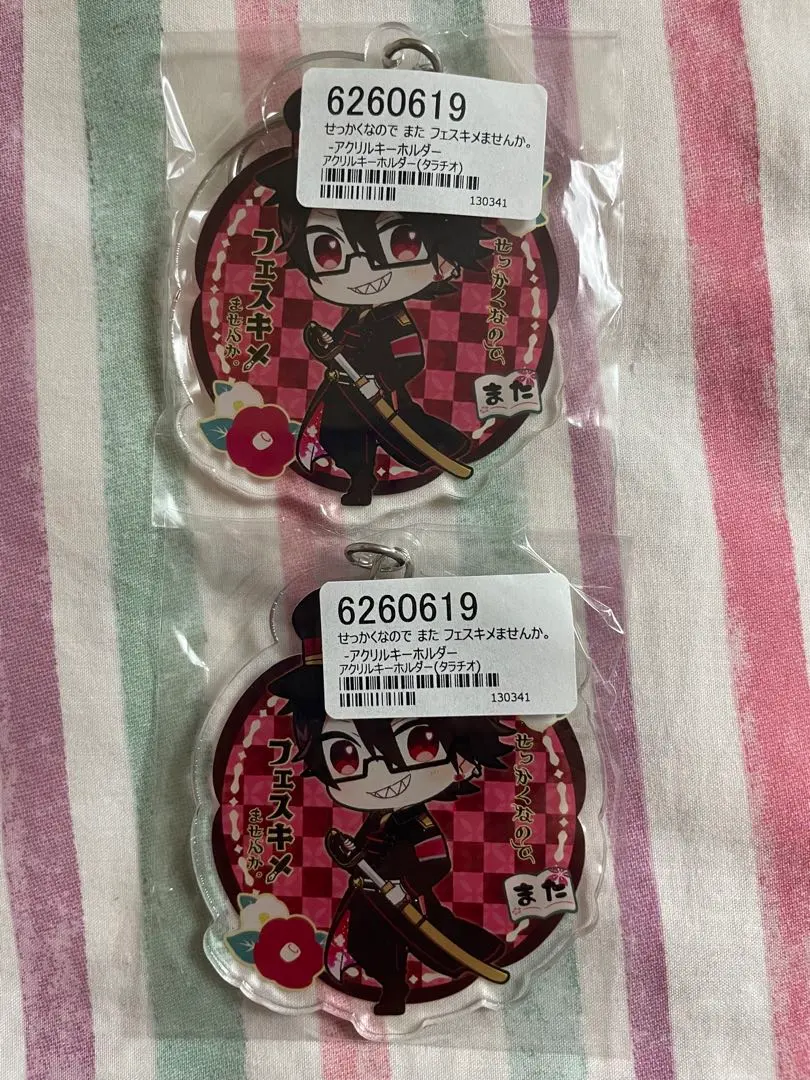 6260619
せっかくなので また フェスキメませんか。
-アクリルキーホルダー
アクリルキーホルダー(タラチオ)
130341
せっかくなので、
また
フェスキメ
ませんか。
6260619
せっかくなので また フェスキメませんか。
-アクリルキーホルダー
アクリルキーホルダー(タラチオ)
130341
せっかくなので、
また
フェスキメ
ませんか。